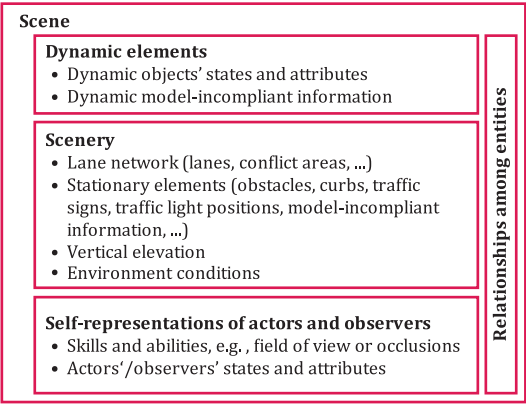 Scene
Dynamic elements
• Dynamic objects’ states and attributes
• Dynamic model-incompliant information
Scenery
• Lane network (lanes, conflict areas, ...)
• Stationary elements (obstacles, curbs, traffic
signs, traffic light positions, model-incompliant
information, ...)
• Vertical elevation
• Environment conditions
Self-representations of actors and observers
• Skills and abilities, e.g. , field of view or occlusions
• Actors‘/observers’ states and attributes
Relationships among entities